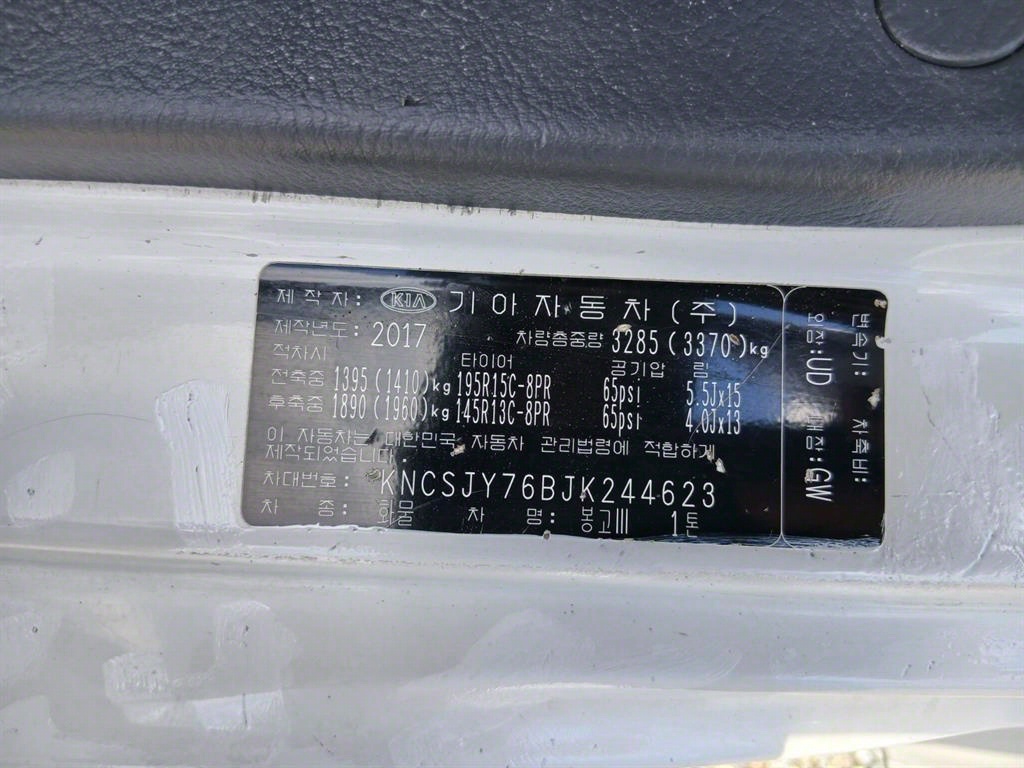 제 작 자: KIA 기 아 자 동 차 (주)
제작년도: 2017 차량총중량 3285 (3370) kg
적차시 타이어 공기압 림
전축중 1395 (1410) kg 195R15C-8PR 65psi 5.5Jx15
후축중 1890 (1960) kg 145R13C-8PR 65psi 4.0Jx13
이 자동차는 대한민국 자동차 관리법령에 적합하게
제작되었습니다.
차대번호: KNCSJY76BJK244623
차 종: 화물 차 명: 봉고III 1톤
변속기: 차축비:
외장:UD 내장:GW